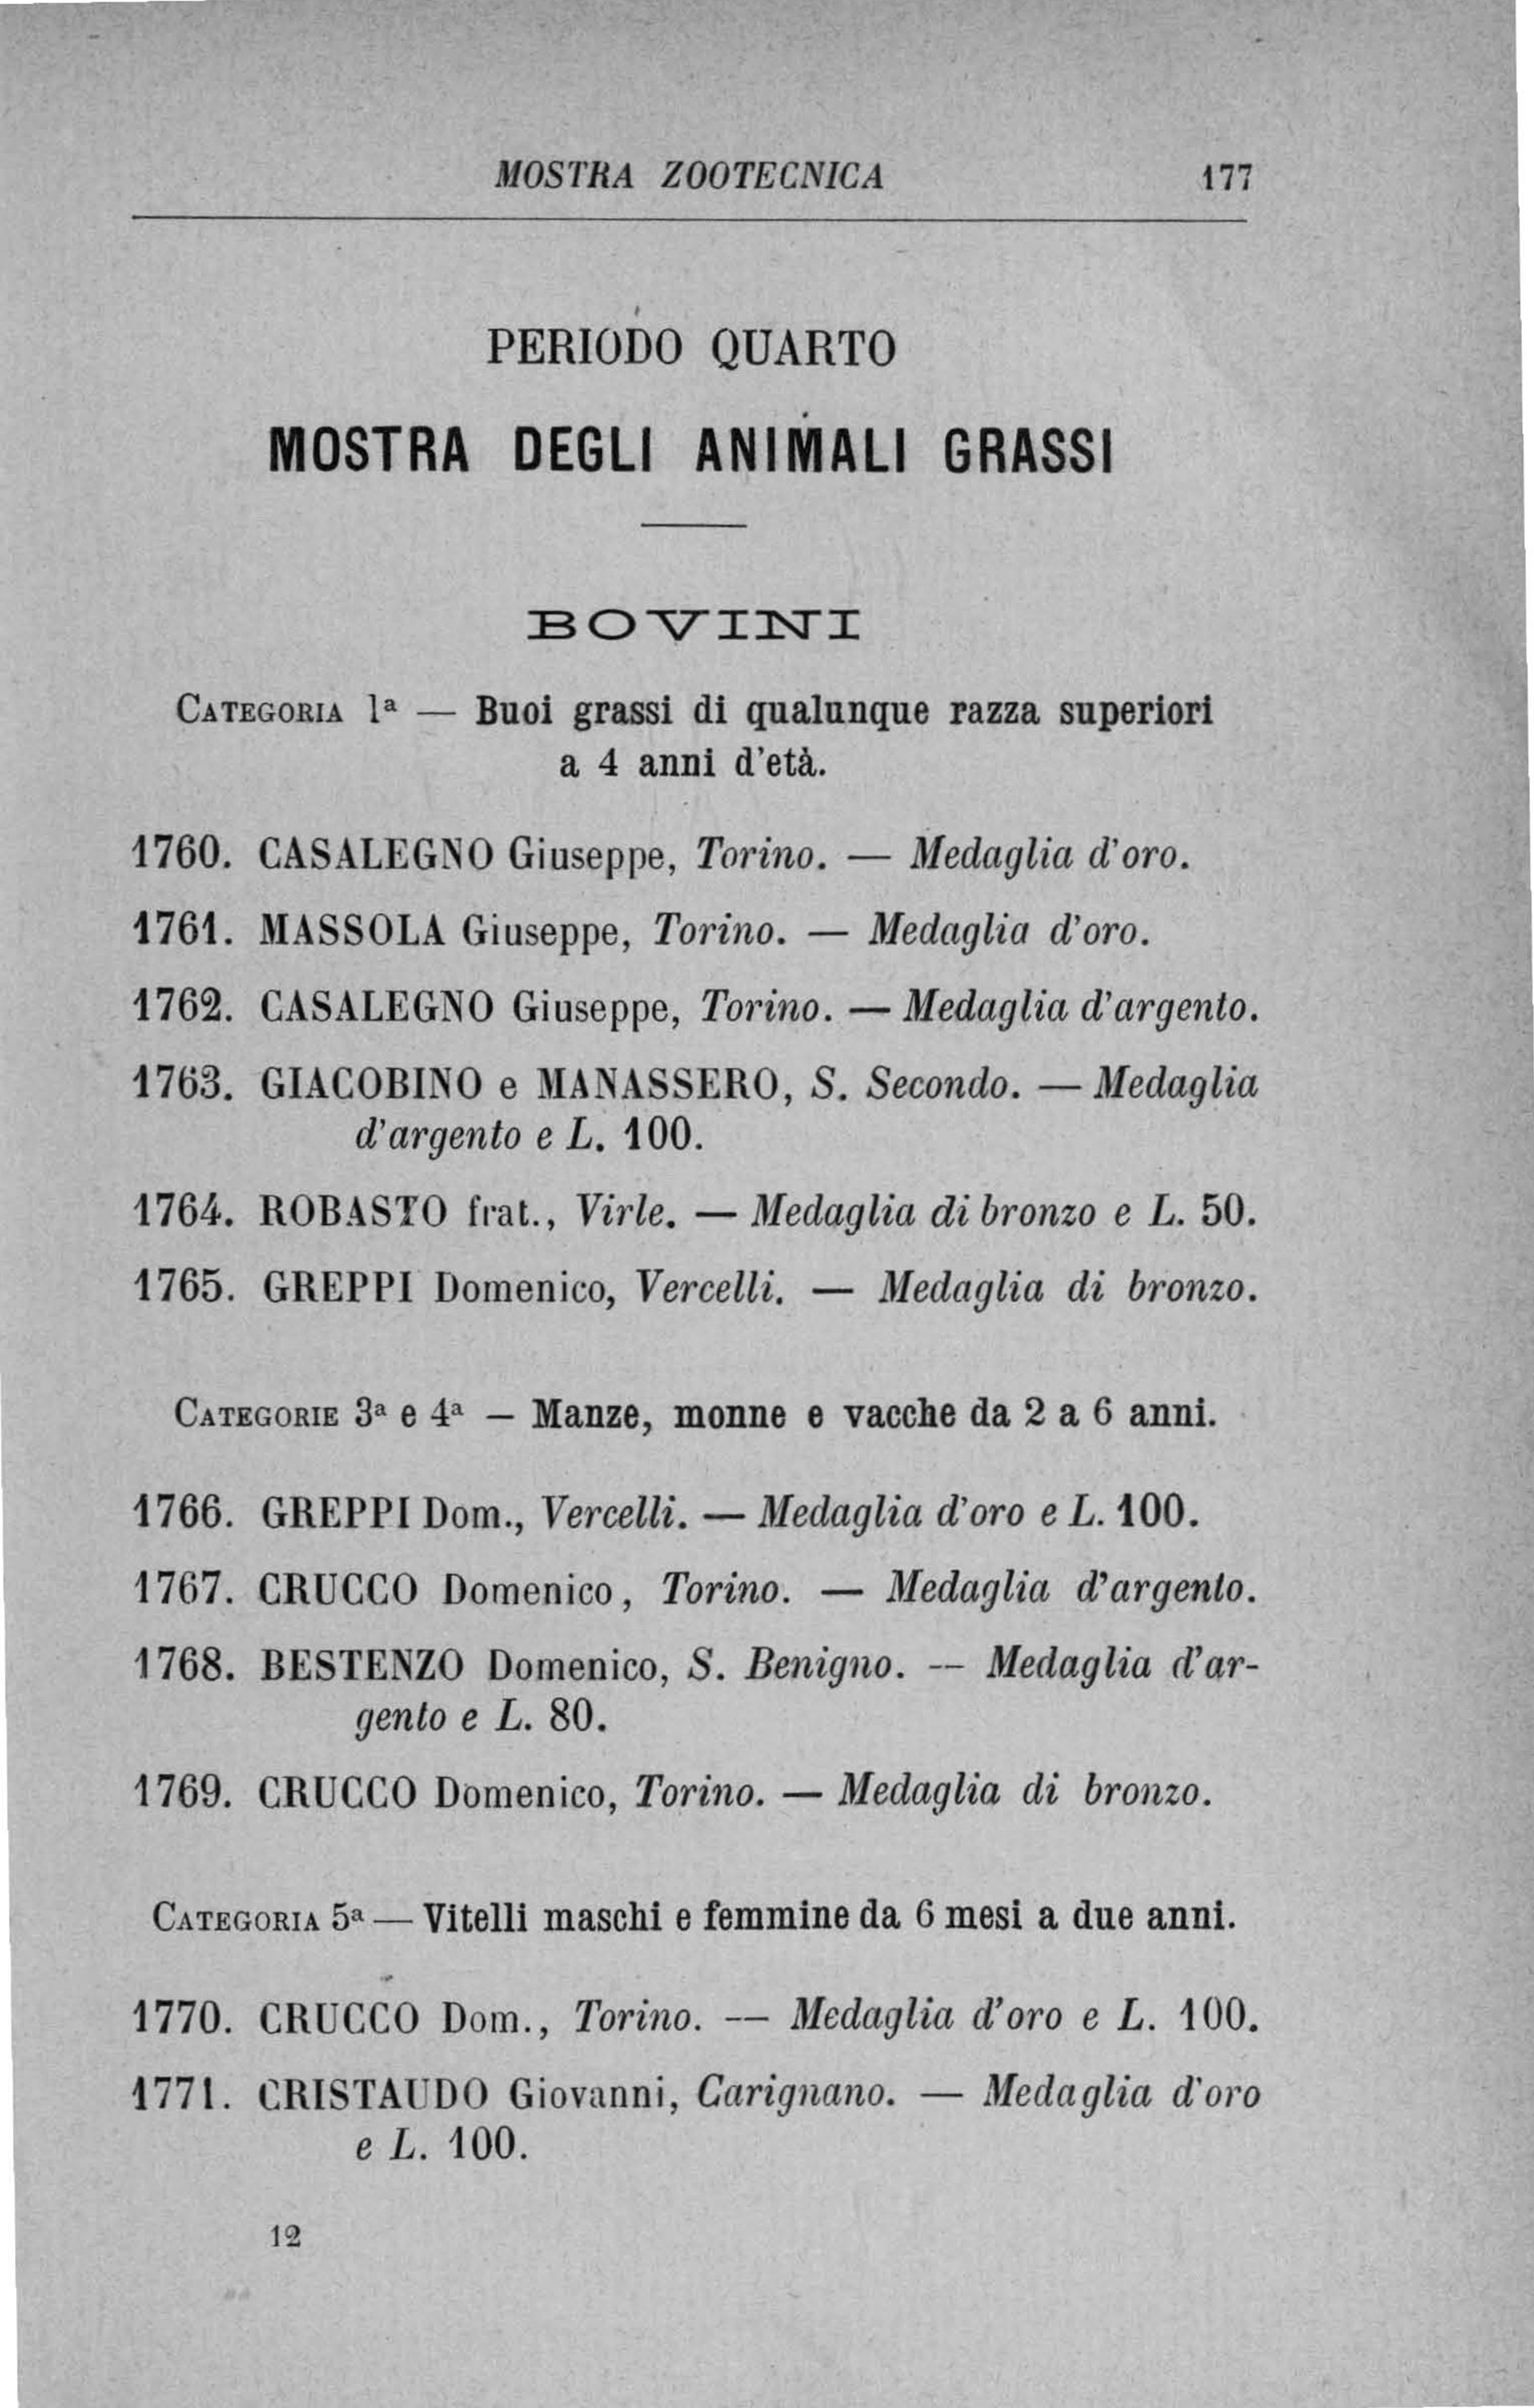 MOSTRA ZOOTECNICA 177
PERIODO QUARTO
MOSTRA DEGLI ANIMALI GRASSI
BOVINI
CATEGORIA 1ª — Buoi grassi di qualunque razza superiori
a 4 anni d'età.
1760. CASALEGNO Giuseppe, Torino. — Medaglia d'oro.
1761. MASSOLA Giuseppe, Torino. — Medaglia d'oro.
1762. CASALEGNO Giuseppe, Torino. — Medaglia d'argento.
1763. GIACOBINO e MANASSERO, S. Secondo. — Medaglia
d'argento e L. 100.
1764. ROBASTO frat., Virle. — Medaglia di bronzo e L. 50.
1765. GREPPI Domenico, Vercelli. — Medaglia di bronzo.
CATEGORIE 3ª e 4ª — Manze, monne e vacche da 2 a 6 anni.
1766. GREPPI Dom., Vercelli. — Medaglia d'oro e L. 100.
1767. CRUCCO Domenico, Torino. — Medaglia d'argento.
1768. BESTENZO Domenico, S. Benigno. — Medaglia d'ar-
gento e L. 80.
1769. CRUCCO Domenico, Torino. — Medaglia di bronzo.
CATEGORIA 5ª — Vitelli maschi e femmine da 6 mesi a due anni.
1770. CRUCCO Dom., Torino. — Medaglia d'oro e L. 100.
1771. CRISTAUDO Giovanni, Carignano. — Medaglia d'oro
e L. 100.
12